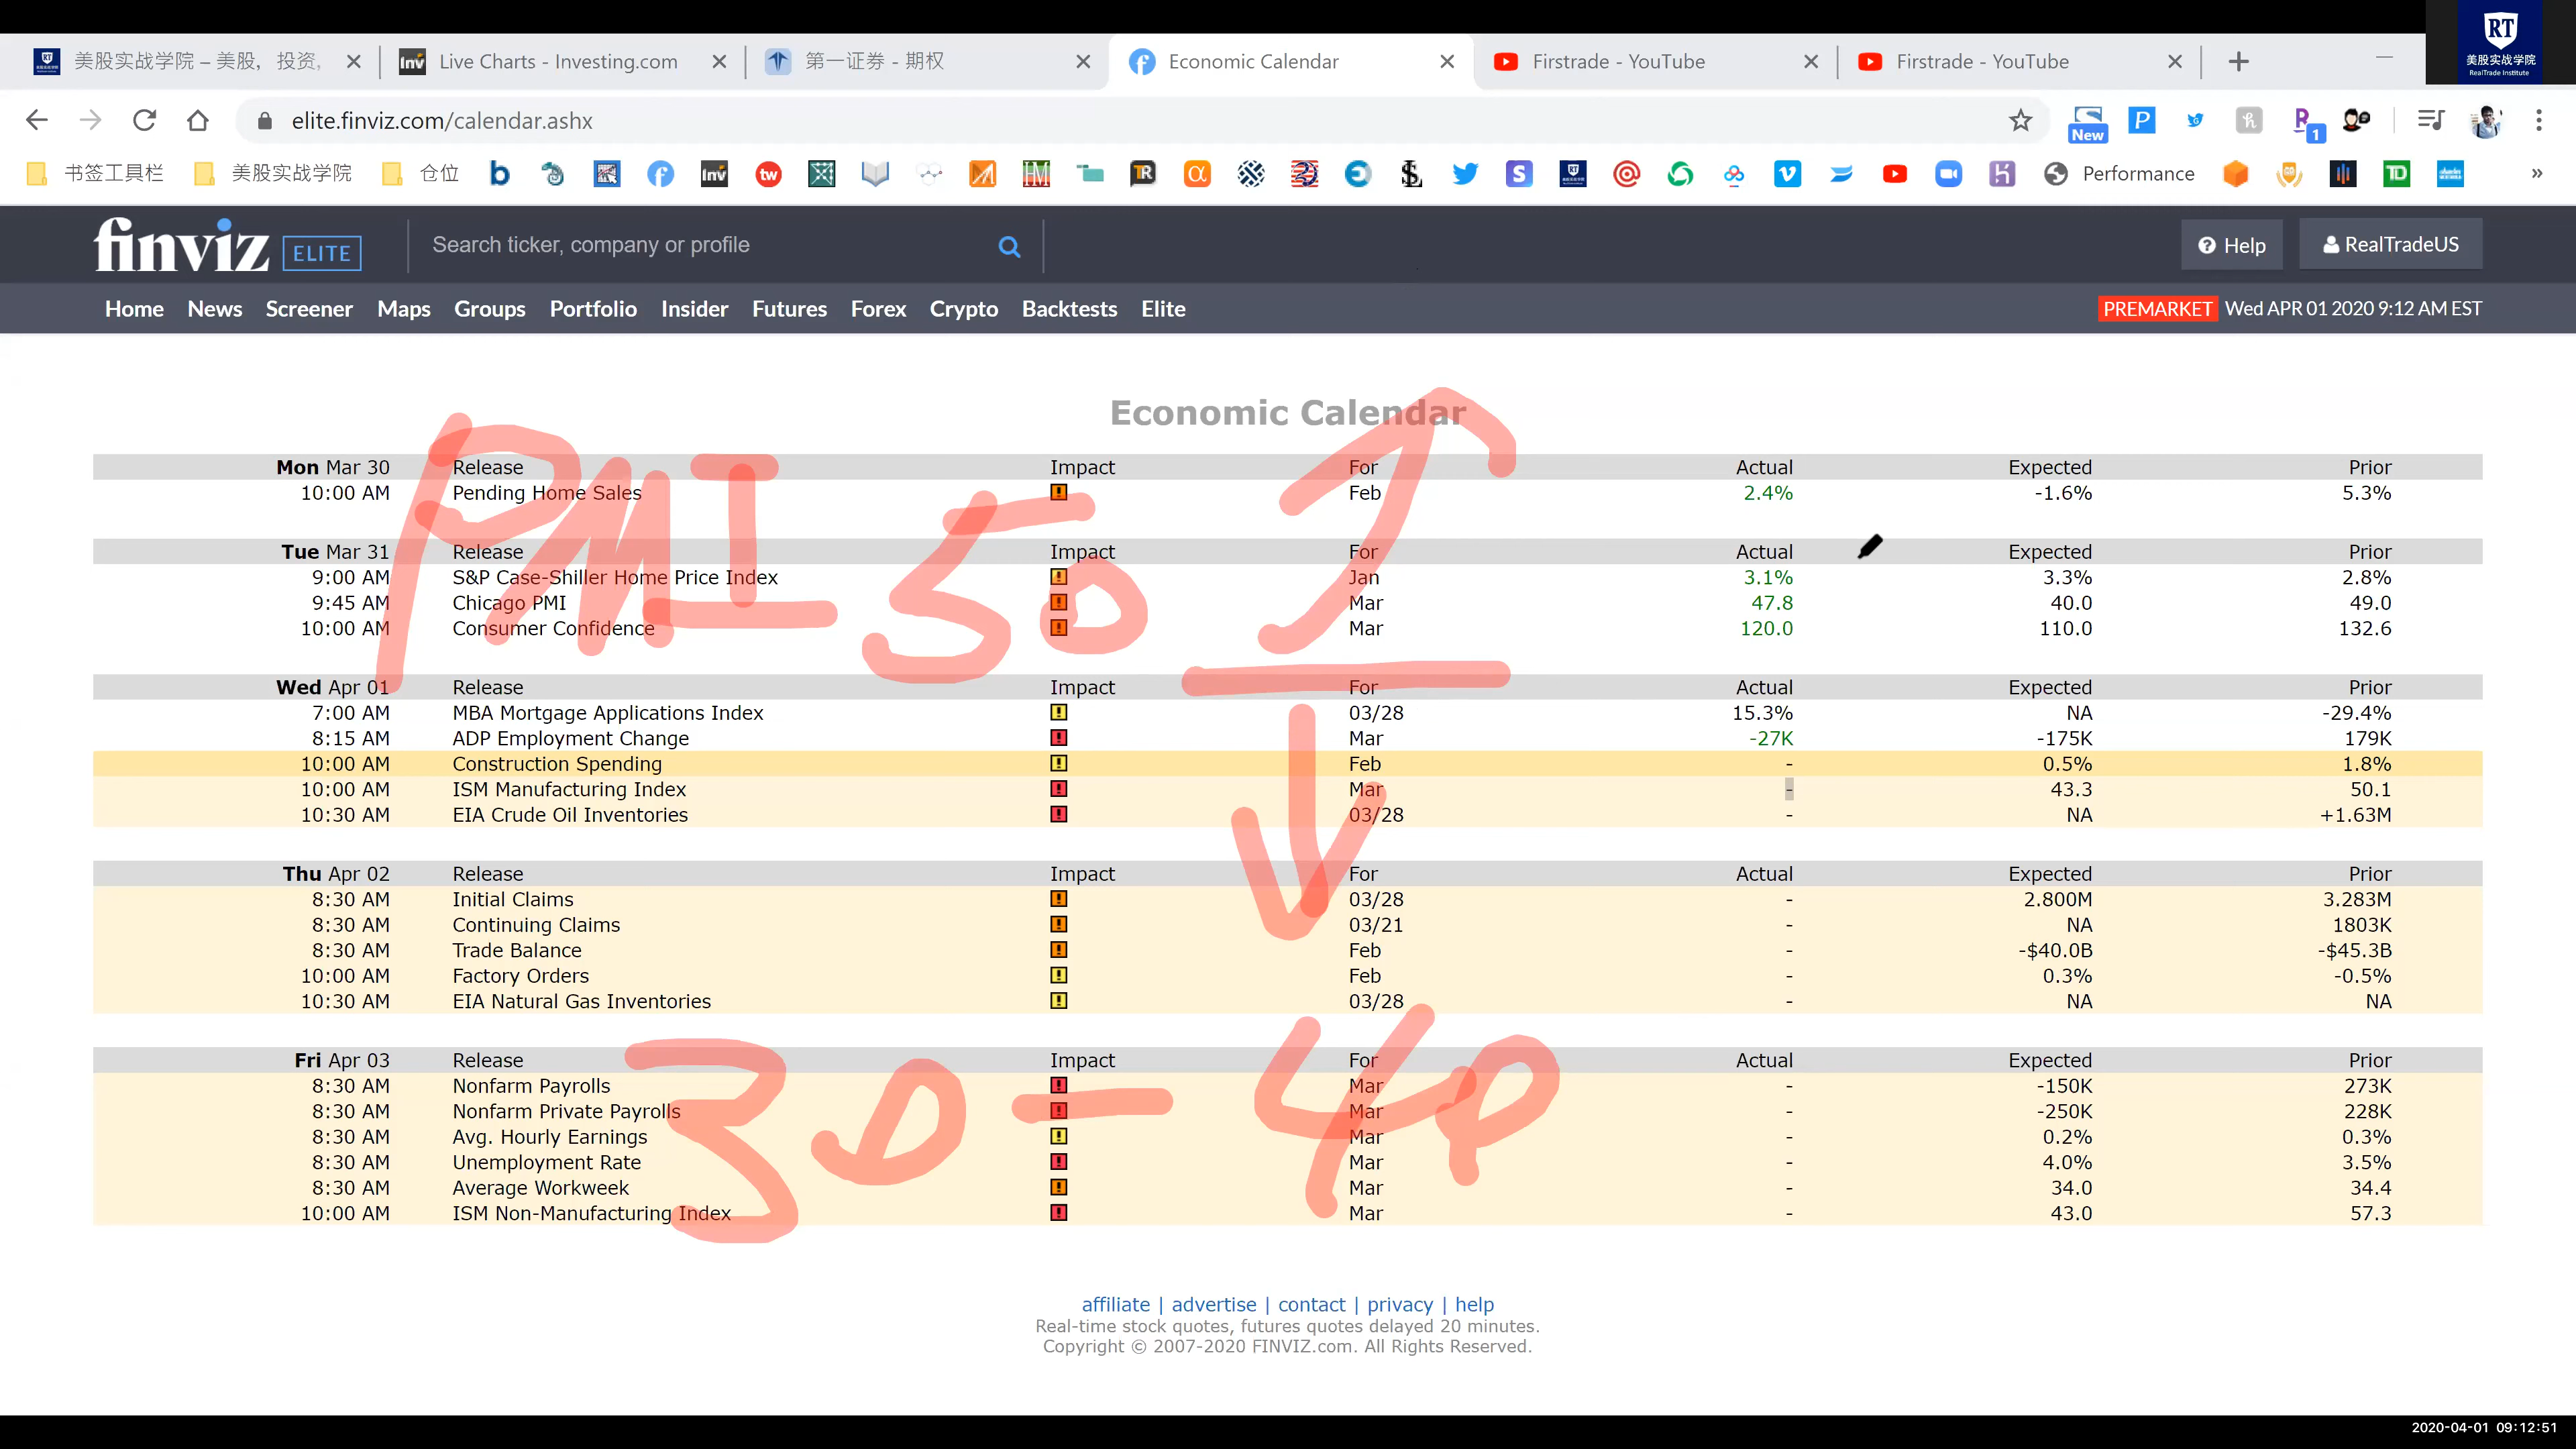 RT
美股实战学院
RealTrade Institute
美股实战学院 – 美股， 投资,
Live Charts - Investing.com
第一证券 - 期权
Economic Calendar
Firstrade - YouTube
Firstrade - YouTube
elite.finviz.com/calendar.ashx
New
1
书签工具栏 美股实战学院 仓位 Performance »
finviz ELITE Search ticker, company or profile Help RealTradeUS
Home News Screener Maps Groups Portfolio Insider Futures Forex Crypto Backtests Elite PREMARKET Wed APR 01 2020 9:12 AM EST
Economic Calendar
PMI 50
Mon Mar 30 Release Impact For Actual Expected Prior
10:00 AM Pending Home Sales Feb 2.4% -1.6% 5.3%
Tue Mar 31 Release Impact For Actual Expected Prior
9:00 AM S&P Case-Shiller Home Price Index Jan 3.1% 3.3% 2.8%
9:45 AM Chicago PMI Mar 47.8 40.0 49.0
10:00 AM Consumer Confidence Mar 120.0 110.0 132.6
Wed Apr 01 Release Impact For Actual Expected Prior
7:00 AM MBA Mortgage Applications Index 03/28 15.3% NA -29.4%
8:15 AM ADP Employment Change Mar -27K -175K 179K
10:00 AM Construction Spending Feb - 0.5% 1.8%
10:00 AM ISM Manufacturing Index Mar - 43.3 50.1
10:30 AM EIA Crude Oil Inventories 03/28 - NA +1.63M
Thu Apr 02 Release Impact For Actual Expected Prior
8:30 AM Initial Claims 03/28 - 2.800M 3.283M
8:30 AM Continuing Claims 03/21 - NA 1803K
8:30 AM Trade Balance Feb - -$40.0B -$45.3B
10:00 AM Factory Orders Feb - 0.3% -0.5%
10:30 AM EIA Natural Gas Inventories 03/28 - NA NA
30 - 40
Fri Apr 03 Release Impact For Actual Expected Prior
8:30 AM Nonfarm Payrolls Mar - -150K 273K
8:30 AM Nonfarm Private Payrolls Mar - -250K 228K
8:30 AM Avg. Hourly Earnings Mar - 0.2% 0.3%
8:30 AM Unemployment Rate Mar - 4.0% 3.5%
8:30 AM Average Workweek Mar - 34.0 34.4
10:00 AM ISM Non-Manufacturing Index Mar - 43.0 57.3
affiliate | advertise | contact | privacy | help
Real-time stock quotes, futures quotes delayed 20 minutes.
Copyright © 2007-2020 FINVIZ.com. All Rights Reserved.
2020-04-01 09:12:51